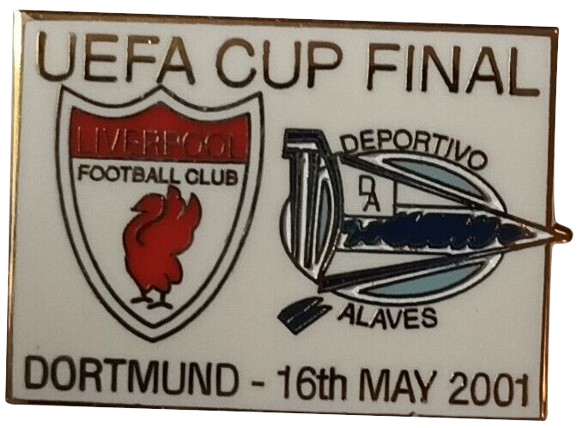 UEFA CUP FINAL
LIVERPOOL
FOOTBALL CLUB
DEPORTIVO
DA
ALAVES
DORTMUND - 16th MAY 2001